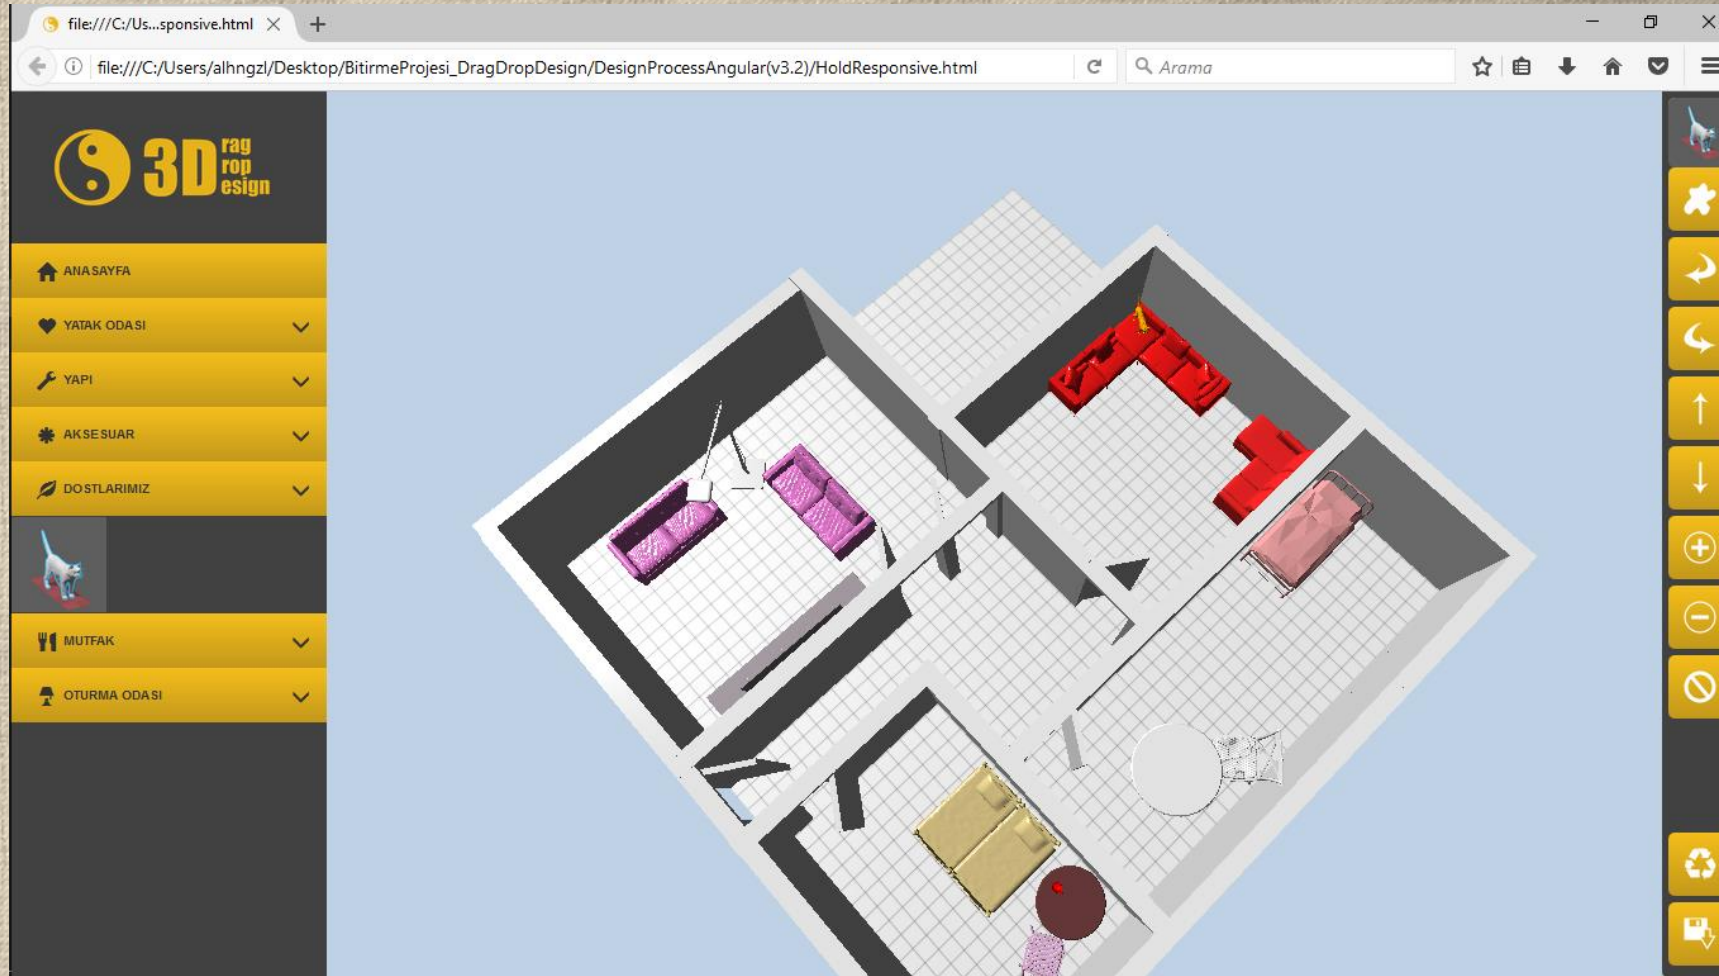 file:///C:/Us...sponsive.html
file:///C:/Users/alhngzl/Desktop/BitirmeProjesi_DragDropDesign/DesignProcessAngular(v3.2)/HoldResponsive.html
Arama
3D rag
rop
esign
ANASAYFA
YATAK ODASI
YAPI
AKSESUAR
DOSTLARIMIZ
MUTFAK
OTURMA ODASI